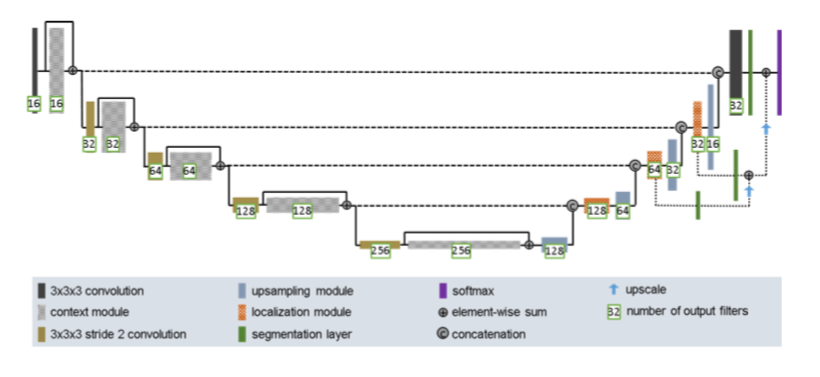 16 16 32
32 32 32 16
64 64 64 32
128 128 128 64
256 256 128
3x3x3 convolution upsampling module softmax upscale
context module localization module element-wise sum 32 number of output filters
3x3x3 stride 2 convolution segmentation layer C concatenation